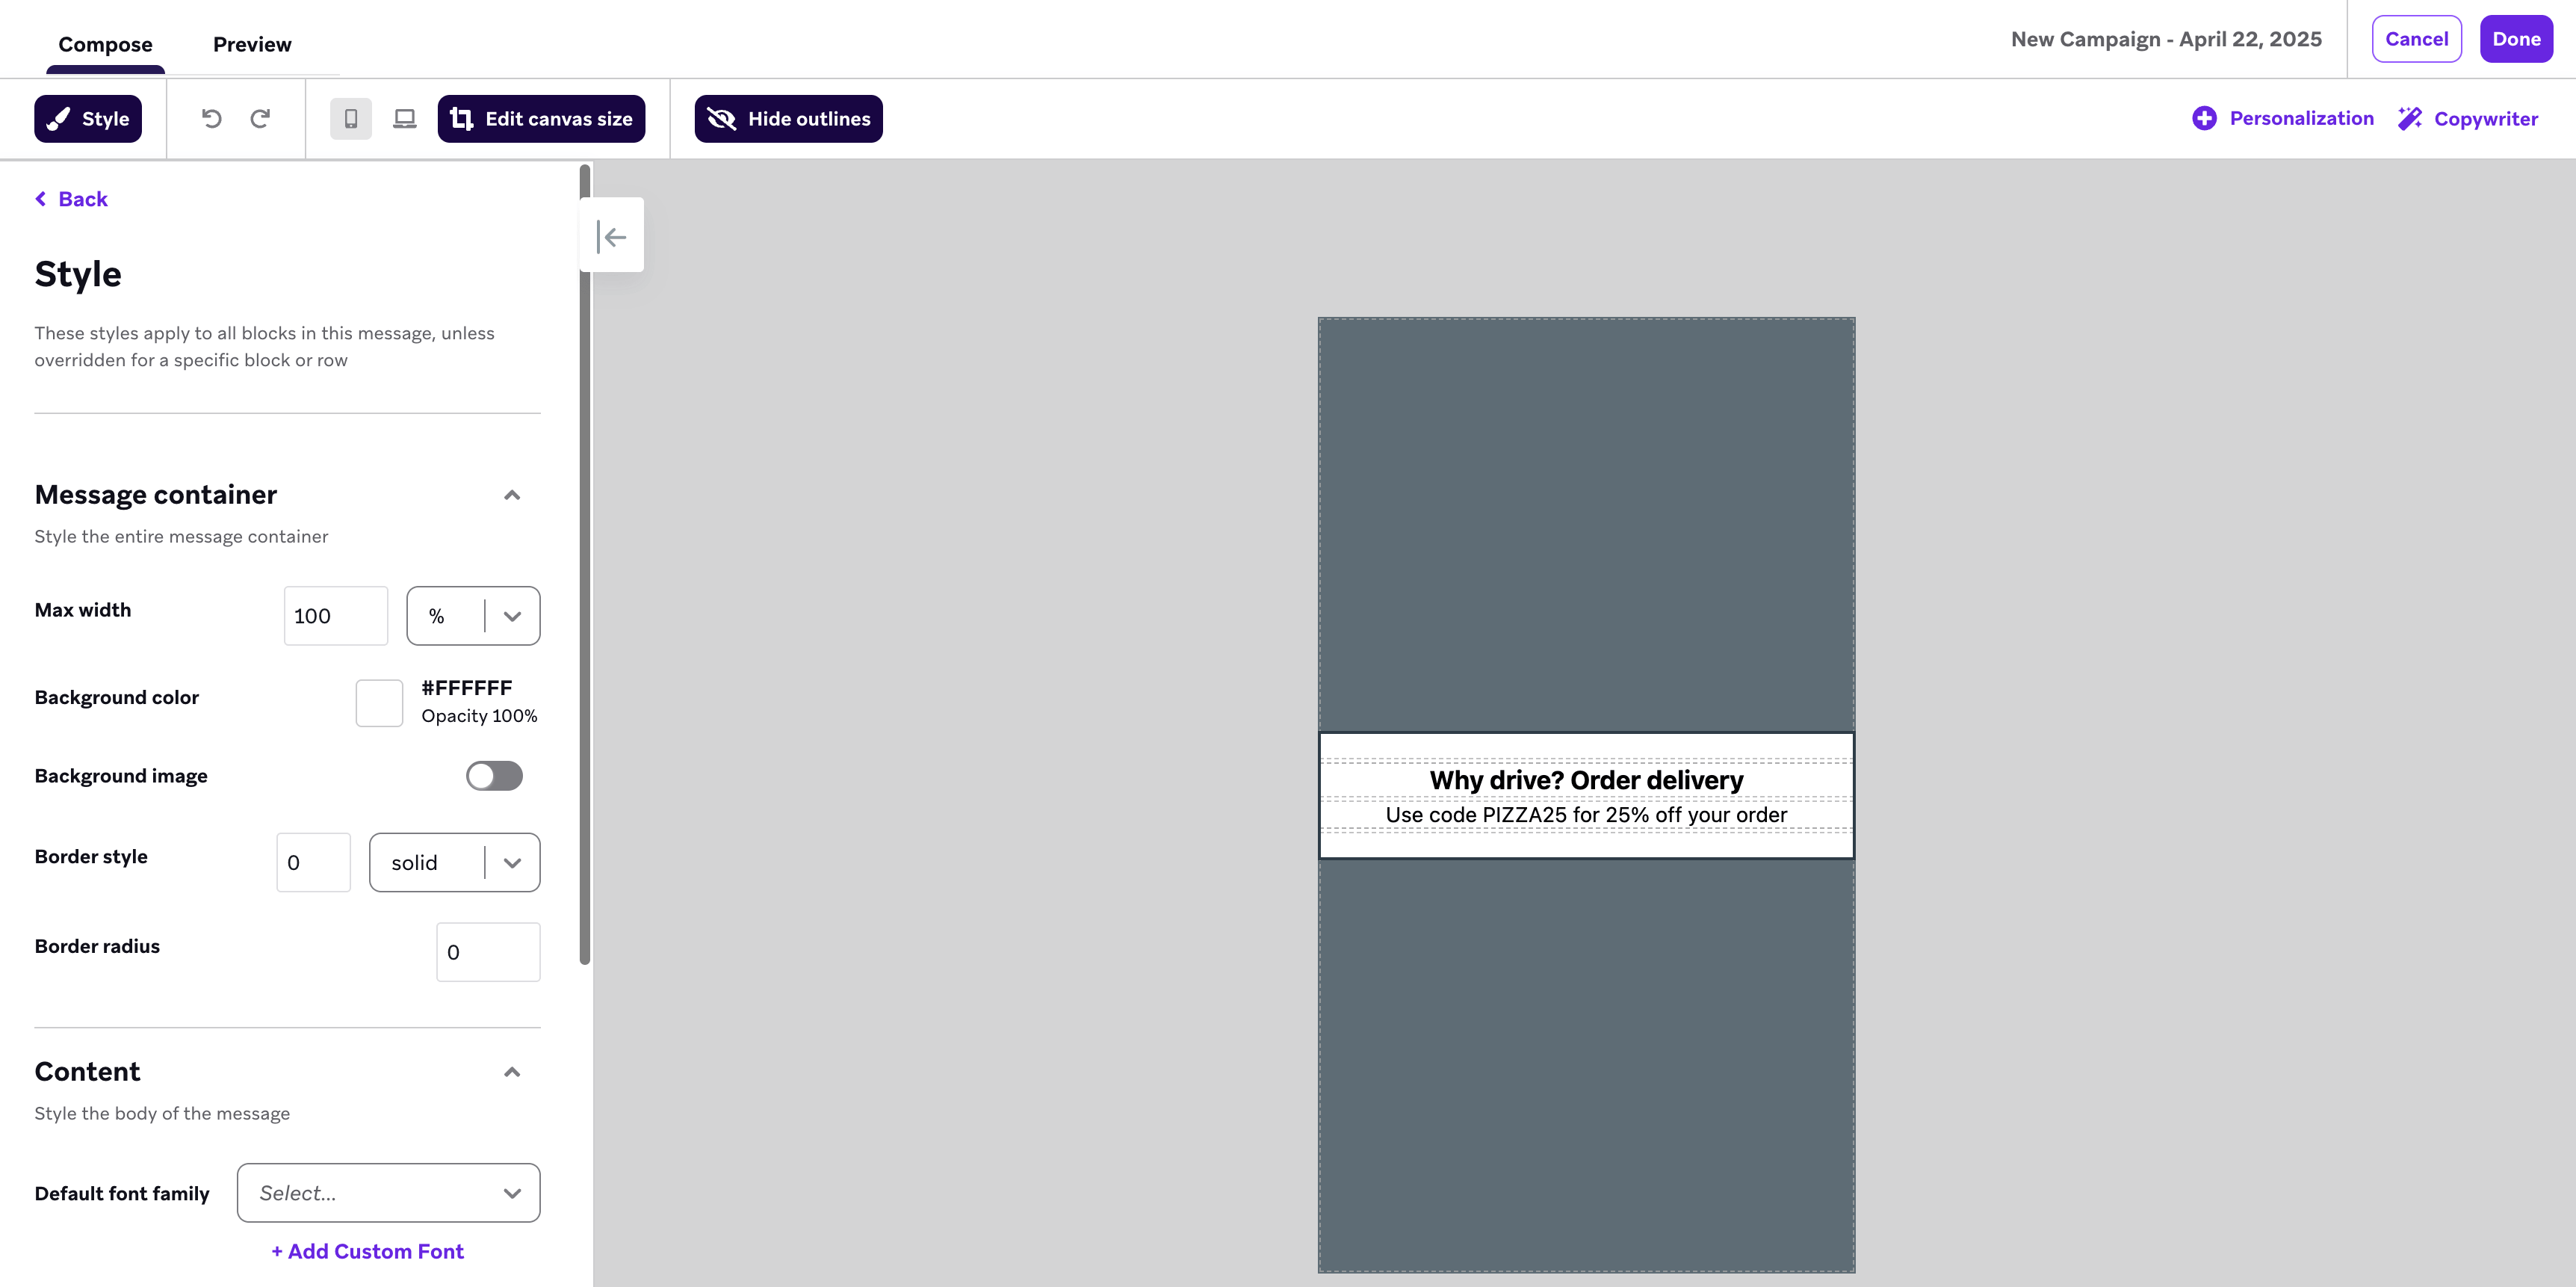 Compose
Preview
New Campaign - April 22, 2025
Cancel
Done
Style
Edit canvas size
Hide outlines
Personalization
Copywriter
Back
Style
These styles apply to all blocks in this message, unless
overridden for a specific block or row
Message container
Style the entire message container
Max width
100
%
Background color
#FFFFFF
Opacity 100%
Background image
Border style
0
solid
Border radius
0
Content
Style the body of the message
Default font family
Select...
+ Add Custom Font
Why drive? Order delivery
Use code PIZZA25 for 25% off your order